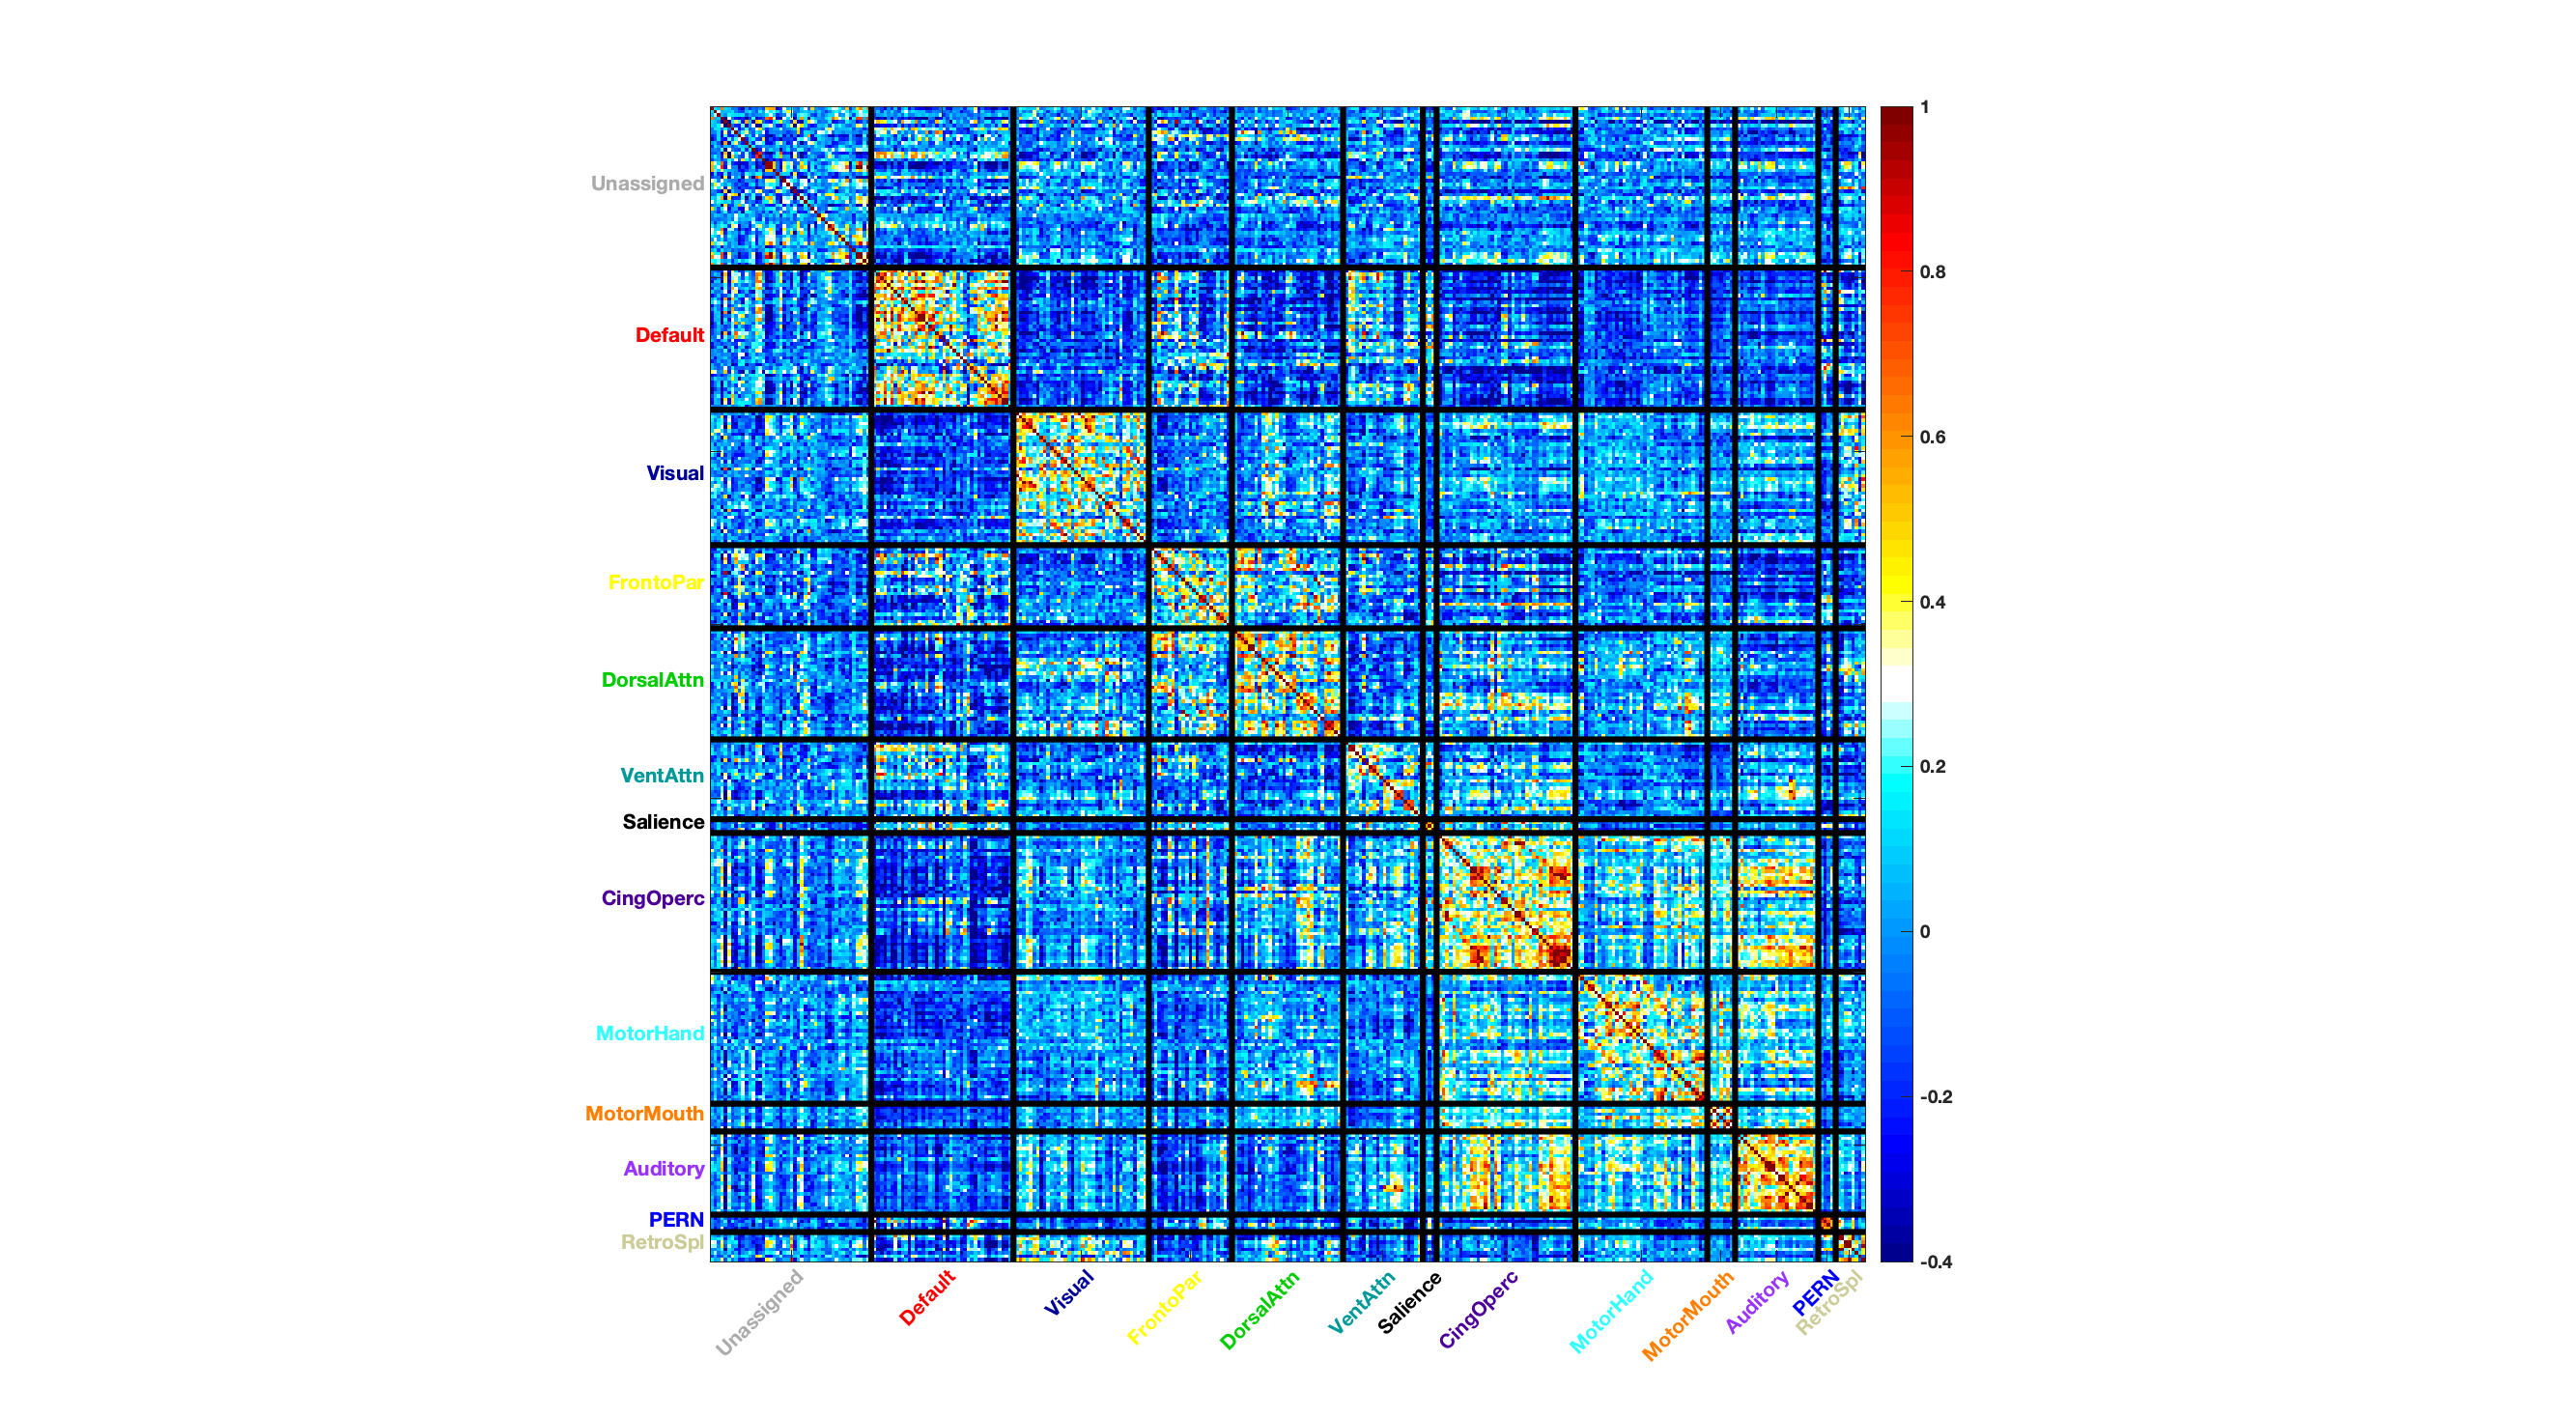 Unassigned
Default
Visual
FrontoPar
DorsalAttn
VentAttn
Salience
CingOperc
MotorHand
MotorMouth
Auditory
PERN
RetroSpl
Unassigned
Default
Visual
FrontoPar
DorsalAttn
VentAttn
Salience
CingOperc
MotorHand
MotorMouth
Auditory
PERN
RetroSpl
1
0.8
0.6
0.4
0.2
0
-0.2
-0.4